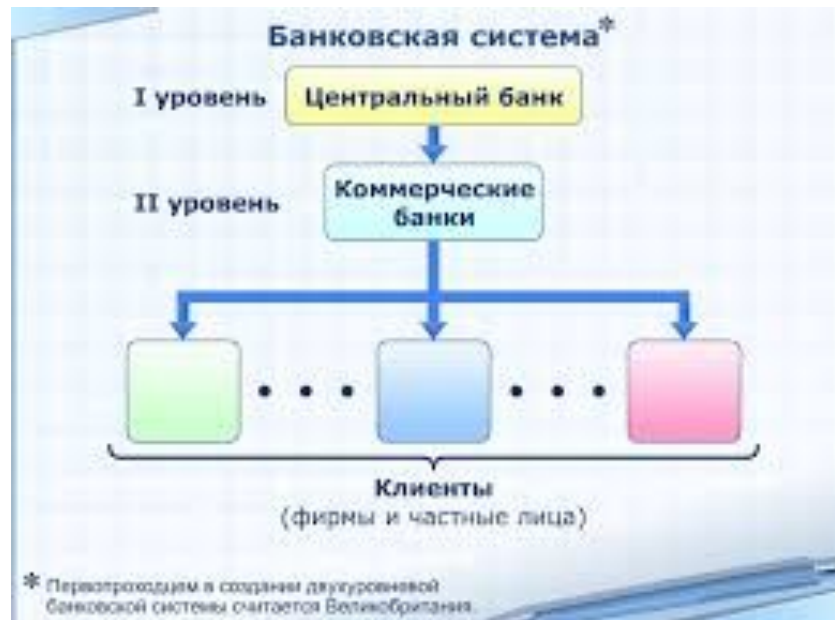 Банковская система*
I уровень
Центральный банк
II уровень
Коммерческие
банки
Клиенты
(фирмы и частные лица)
* Первопроходцем в создании двухуровневой
банковской системы считается Великобритания.